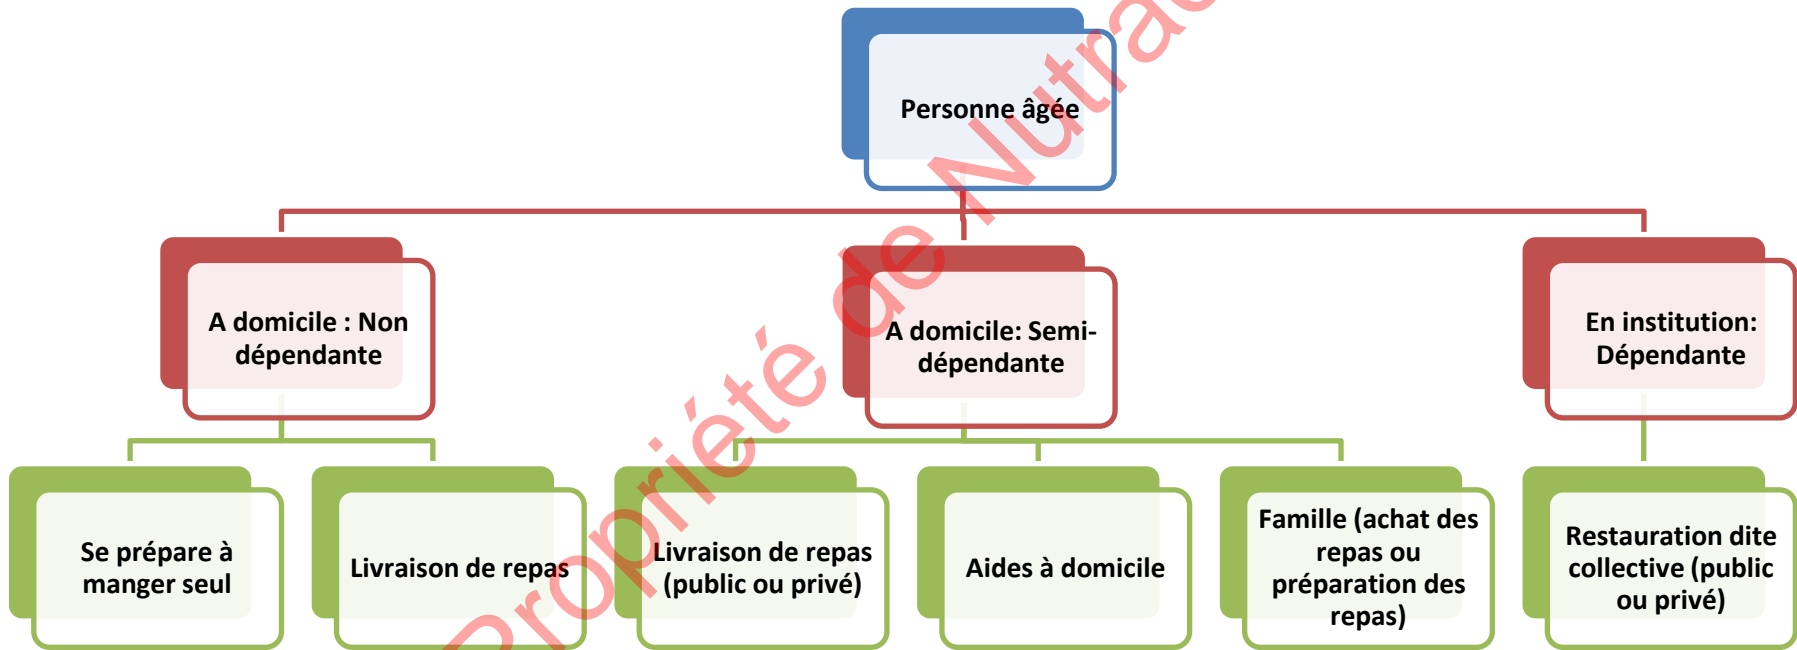 Personne âgée
A domicile : Non
dépendante
A domicile: Semi-
dépendante
En institution:
Dépendante
Se prépare à
manger seul
Livraison de repas
Livraison de repas
(public ou privé)
Aides à domicile
Famille (achat des
repas ou
préparation des
repas)
Restauration dite
collective (public
ou privé)
Propriété de